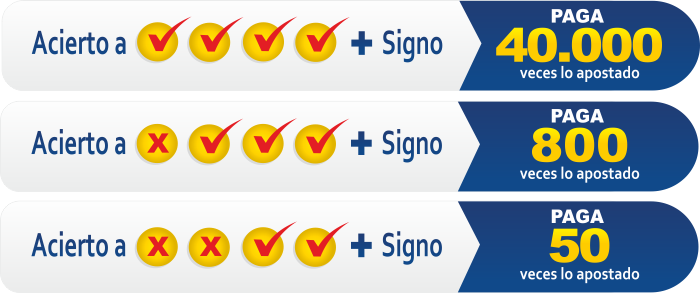 Acierto a + Signo
PAGA
40.000
veces lo apostado
Acierto a X + Signo
PAGA
800
veces lo apostado
Acierto a X X + Signo
PAGA
50
veces lo apostado